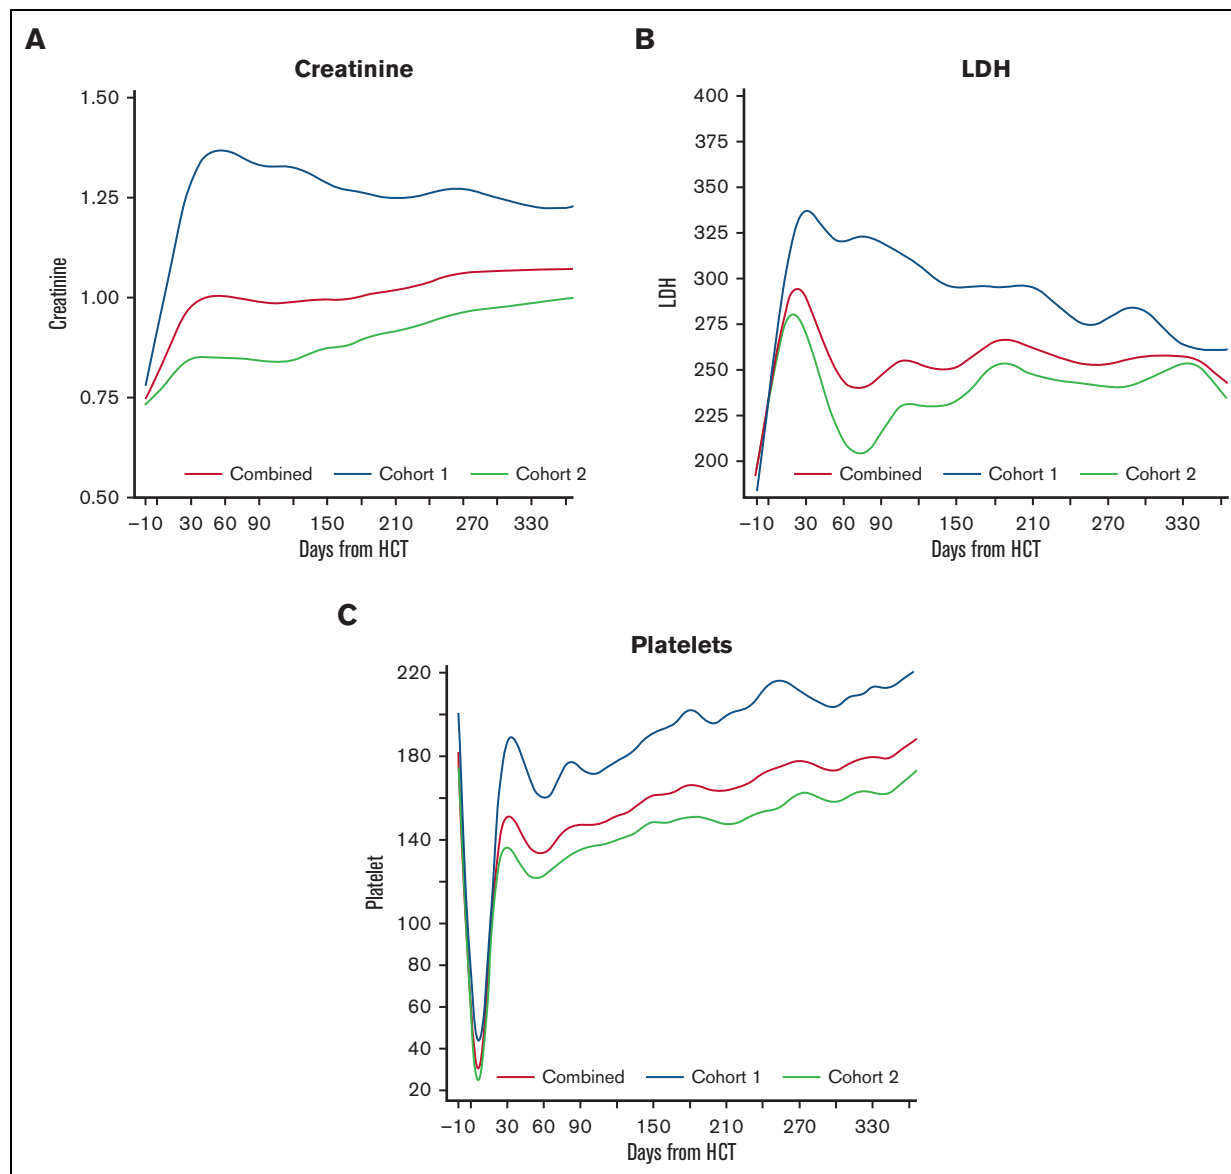 A
Creatinine
1.50
1.25
1.00
0.75
0.50
Creatinine
Combined Cohort 1 Cohort 2
−10 30 60 90 150 210 270 330
Days from HCT
B
LDH
400
375
350
325
300
275
250
225
200
LDH
Combined Cohort 1 Cohort 2
−10 30 60 90 150 210 270 330
Days from HCT
C
Platelets
220
180
140
100
80
60
40
20
Platelet
Combined Cohort 1 Cohort 2
−10 30 60 90 150 210 270 330
Days from HCT